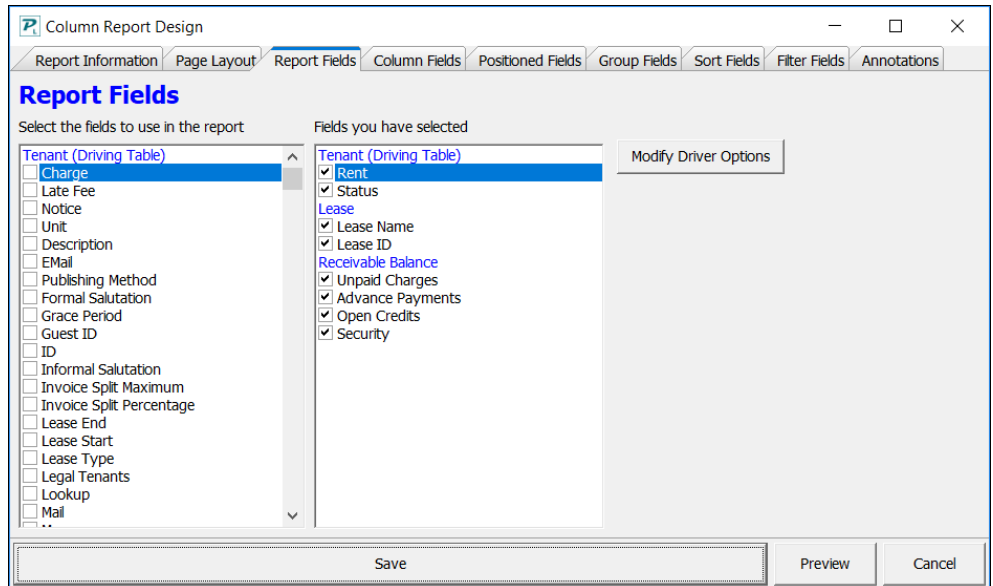 Column Report Design
Report Information Page Layout Report Fields Column Fields Positioned Fields Group Fields Sort Fields Filter Fields Annotations
Report Fields
Select the fields to use in the report
Tenant (Driving Table)
Charge
Late Fee
Notice
Unit
Description
EMail
Publishing Method
Formal Salutation
Grace Period
Guest ID
ID
Informal Salutation
Invoice Split Maximum
Invoice Split Percentage
Lease End
Lease Start
Lease Type
Legal Tenants
Lookup
Mail
Fields you have selected
Tenant (Driving Table)
Rent
Status
Lease
Lease Name
Lease ID
Receivable Balance
Unpaid Charges
Advance Payments
Open Credits
Security
Modify Driver Options
Save Preview Cancel